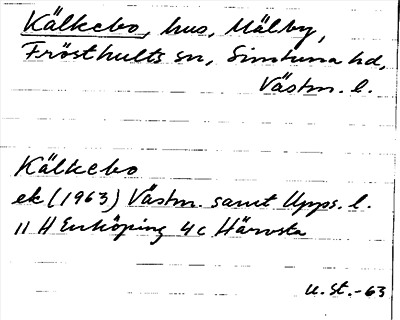 Kälkebo, hus, Mälby,
Frösthults sn, Simtuna hd,
Västm. l.
Kälkebo
ek (1963) Västm. samt Upps. l.
11 H Enköping 4c Härvsta
u. st. -63